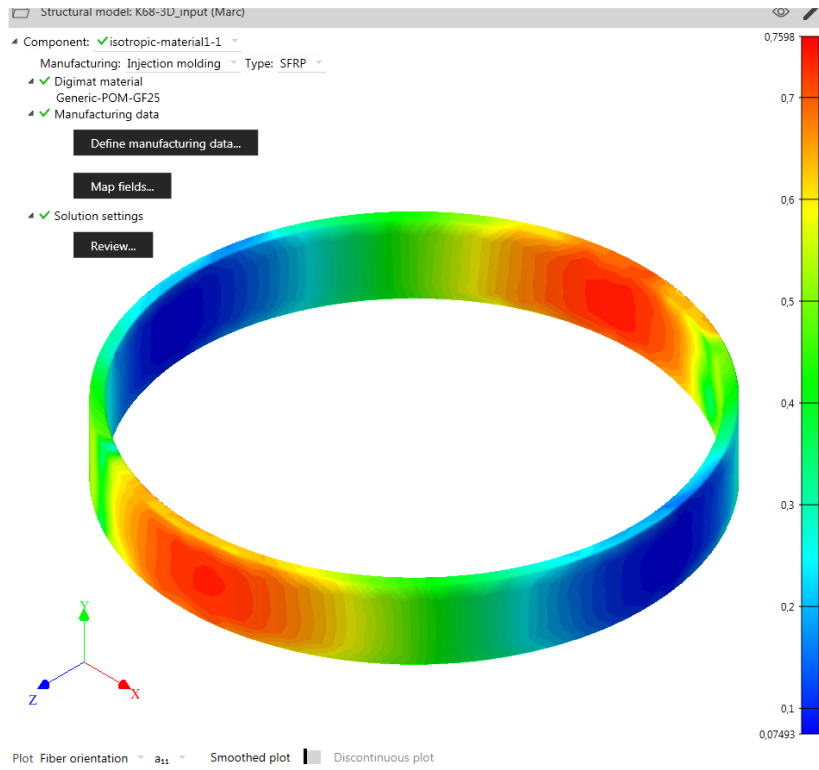 Structural model: K68-3D_input (Marc)
Component: isotropic-material1-1
Manufacturing: Injection molding Type: SFRP
Digimat material
Generic-POM-GF25
Manufacturing data
Define manufacturing data...
Map fields...
Solution settings
Review...
0,7598
0,7
0,6
0,5
0,4
0,3
0,2
0,1
0,07493
Y
Z
X
Plot Fiber orientation a₁₁ Smoothed plot Discontinuous plot